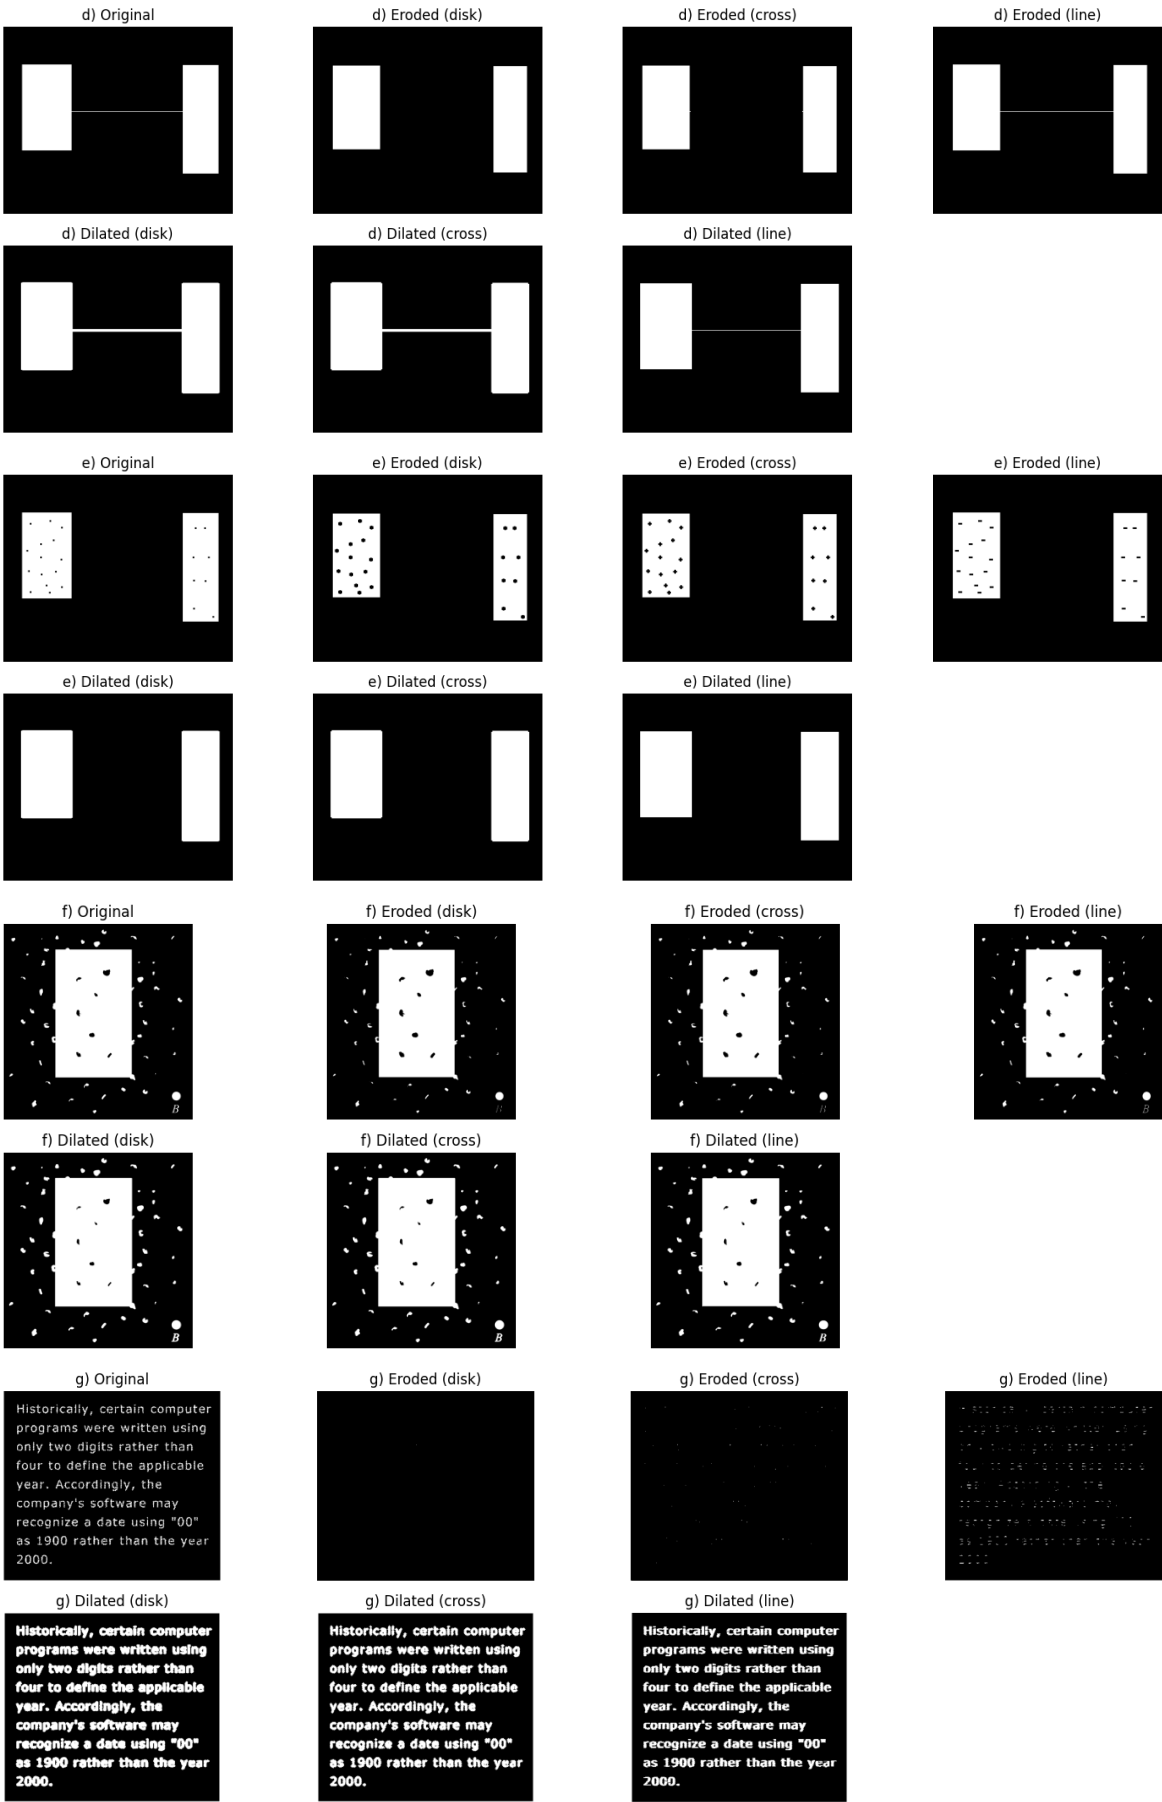 d) Original
d) Eroded (disk)
d) Eroded (cross)
d) Eroded (line)
d) Dilated (disk)
d) Dilated (cross)
d) Dilated (line)
e) Original
e) Eroded (disk)
e) Eroded (cross)
e) Eroded (line)
e) Dilated (disk)
e) Dilated (cross)
e) Dilated (line)
f) Original
f) Eroded (disk)
f) Eroded (cross)
f) Eroded (line)
B
B
f) Dilated (disk)
f) Dilated (cross)
f) Dilated (line)
B
B
B
g) Original
g) Eroded (disk)
g) Eroded (cross)
g) Eroded (line)
Historically, certain computer
programs were written using
only two digits rather than
four to define the applicable
year. Accordingly, the
company's software may
recognize a date using "00"
as 1900 rather than the year
2000.
g) Dilated (disk)
g) Dilated (cross)
g) Dilated (line)
Historically, certain computer
programs were written using
only two digits rather than
four to define the applicable
year. Accordingly, the
company's software may
recognize a date using "00"
as 1900 rather than the year
2000.
Historically, certain computer
programs were written using
only two digits rather than
four to define the applicable
year. Accordingly, the
company's software may
recognize a date using "00"
as 1900 rather than the year
2000.
Historically, certain computer
programs were written using
only two digits rather than
four to define the applicable
year. Accordingly, the
company's software may
recognize a date using "00"
as 1900 rather than the year
2000.